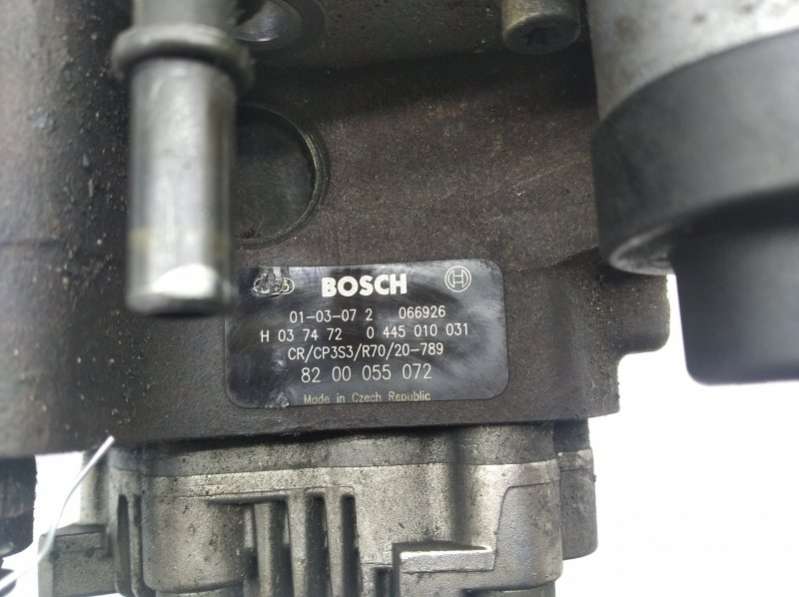 BOSCH
01-03-07 2 066926
H 03 74 72 0 445 010 031
CR/CP3S3/R70/20-789
82 00 055 072
Made in Czech Republic